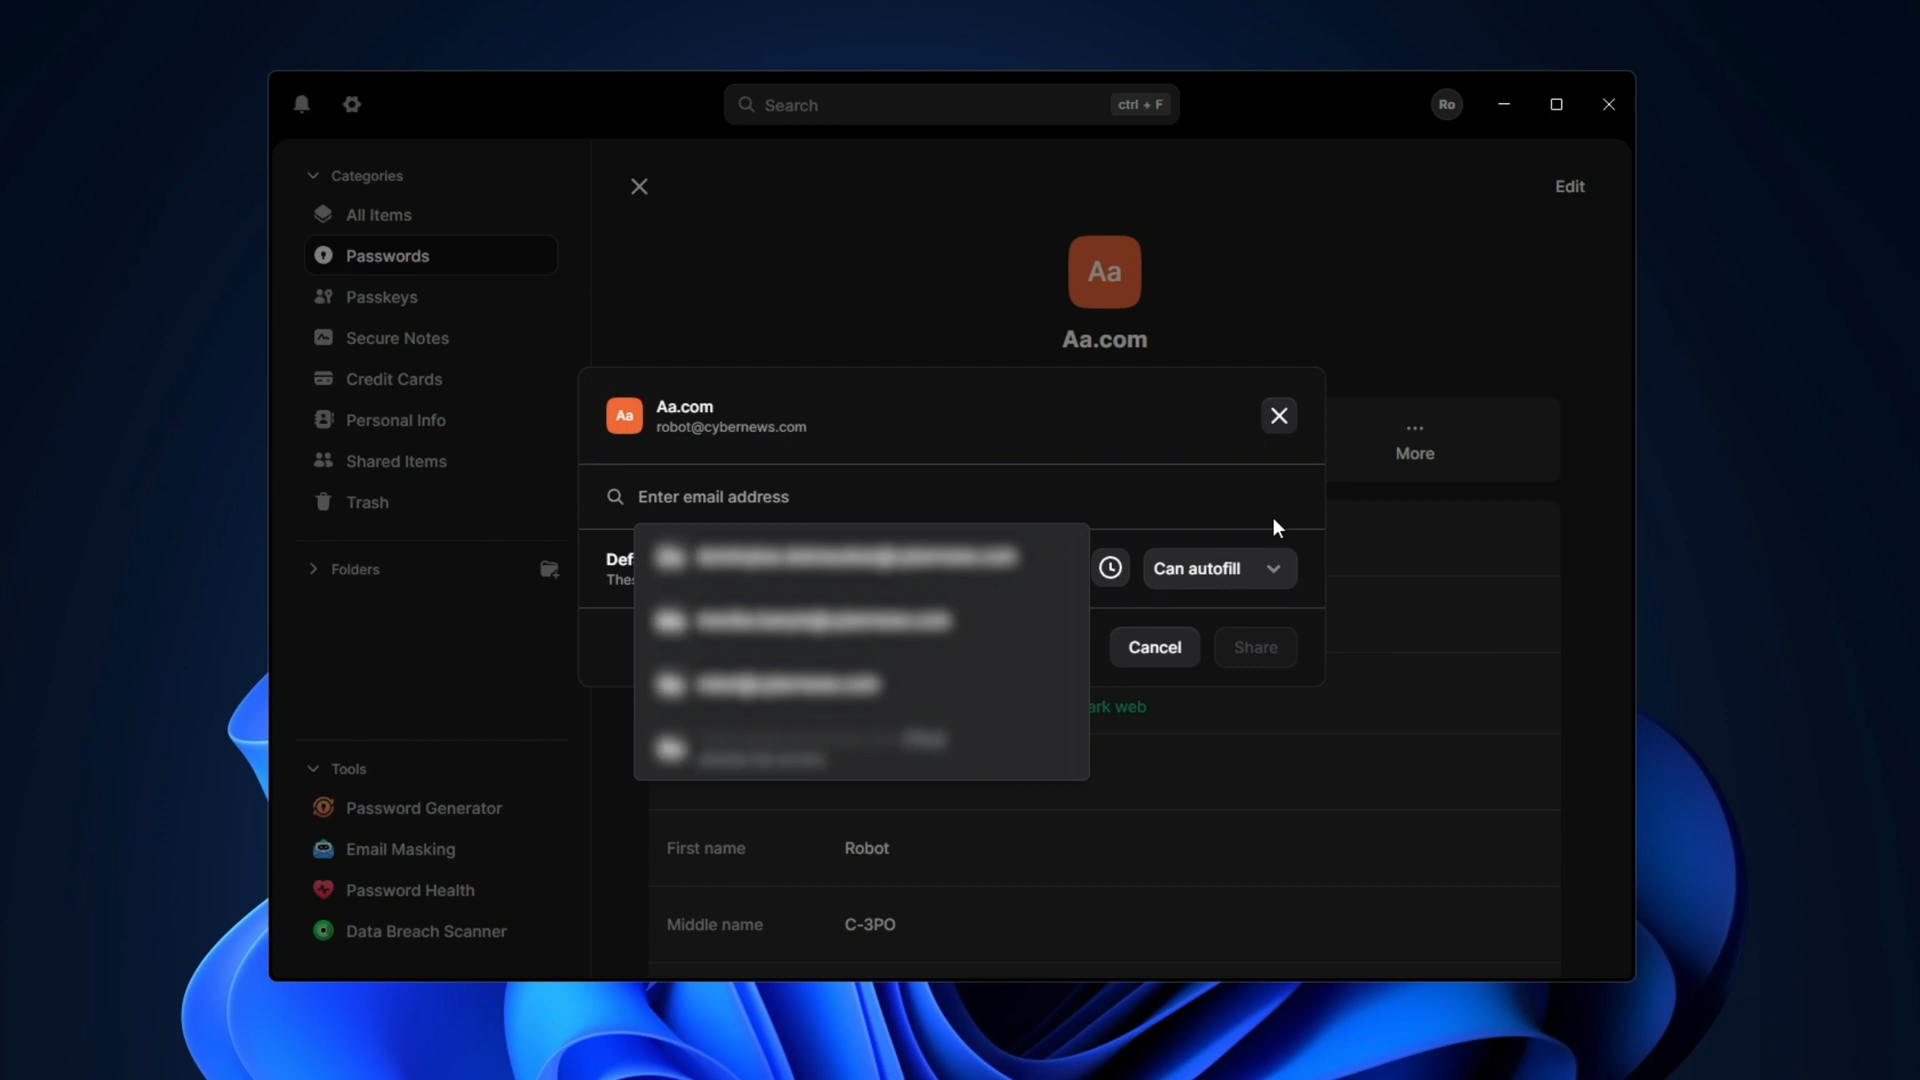 Search
ctrl + F
Ro
Categories
All Items
Passwords
Passkeys
Secure Notes
Credit Cards
Personal Info
Shared Items
Trash
Folders
Tools
Password Generator
Email Masking
Password Health
Data Breach Scanner
Edit
Aa
Aa.com
... More
Aa
Aa.com
robot@cybernews.com
Enter email address
Def
Thes
Can autofill
Cancel
Share
ark web
First name
Robot
Middle name
C-3PO